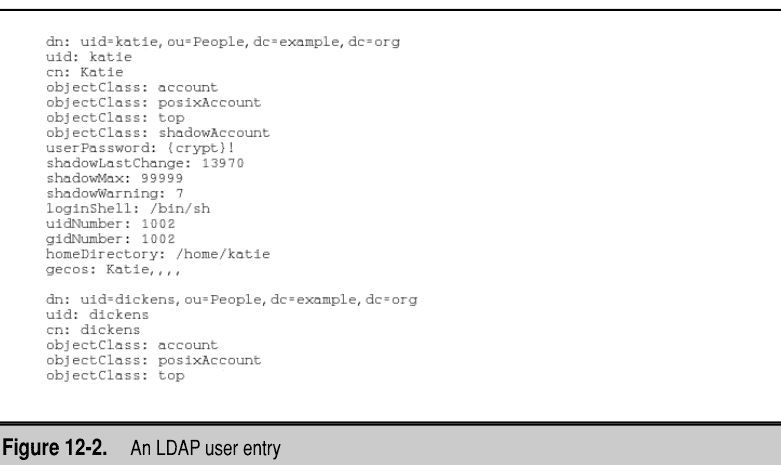 dn: uid=katie,ou=People,dc=example,dc=org
uid: katie
cn: Katie
objectClass: account
objectClass: posixAccount
objectClass: top
objectClass: shadowAccount
userPassword: {crypt}!
shadowLastChange: 13970
shadowMax: 99999
shadowWarning: 7
loginShell: /bin/sh
uidNumber: 1002
gidNumber: 1002
homeDirectory: /home/katie
gecos: Katie,,,,
dn: uid=dickens,ou=People,dc=example,dc=org
uid: dickens
cn: dickens
objectClass: account
objectClass: posixAccount
objectClass: top
Figure 12-2. An LDAP user entry